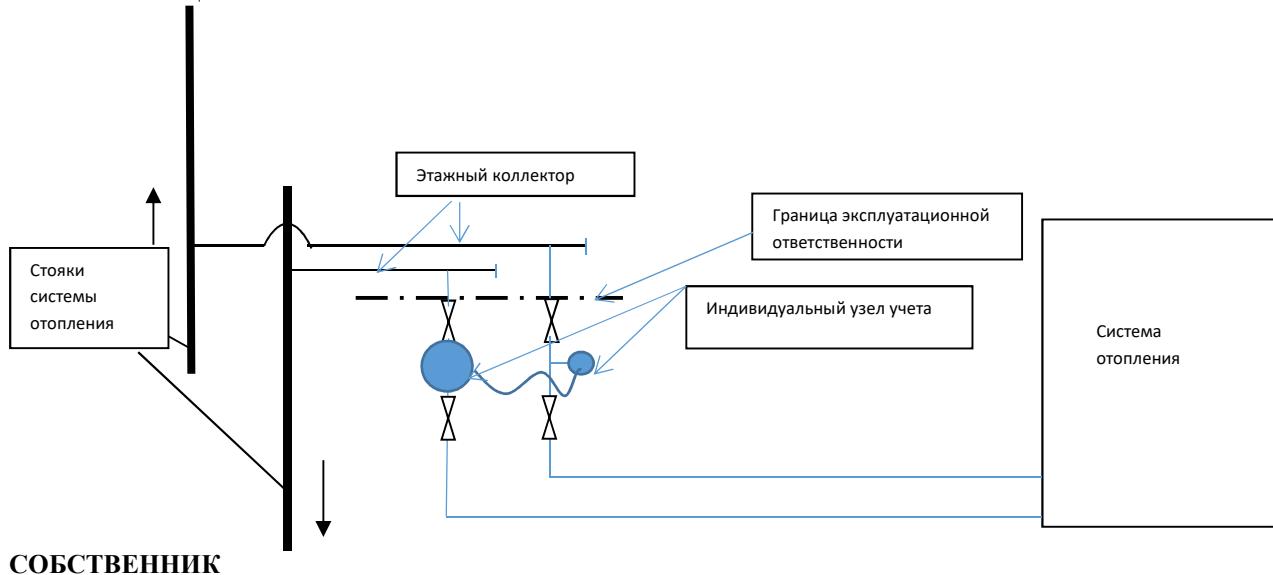 Этажный коллектор
Граница эксплуатационной
ответственности
Стояки
системы
отопления
Индивидуальный узел учета
Система
отопления
СОБСТВЕННИК